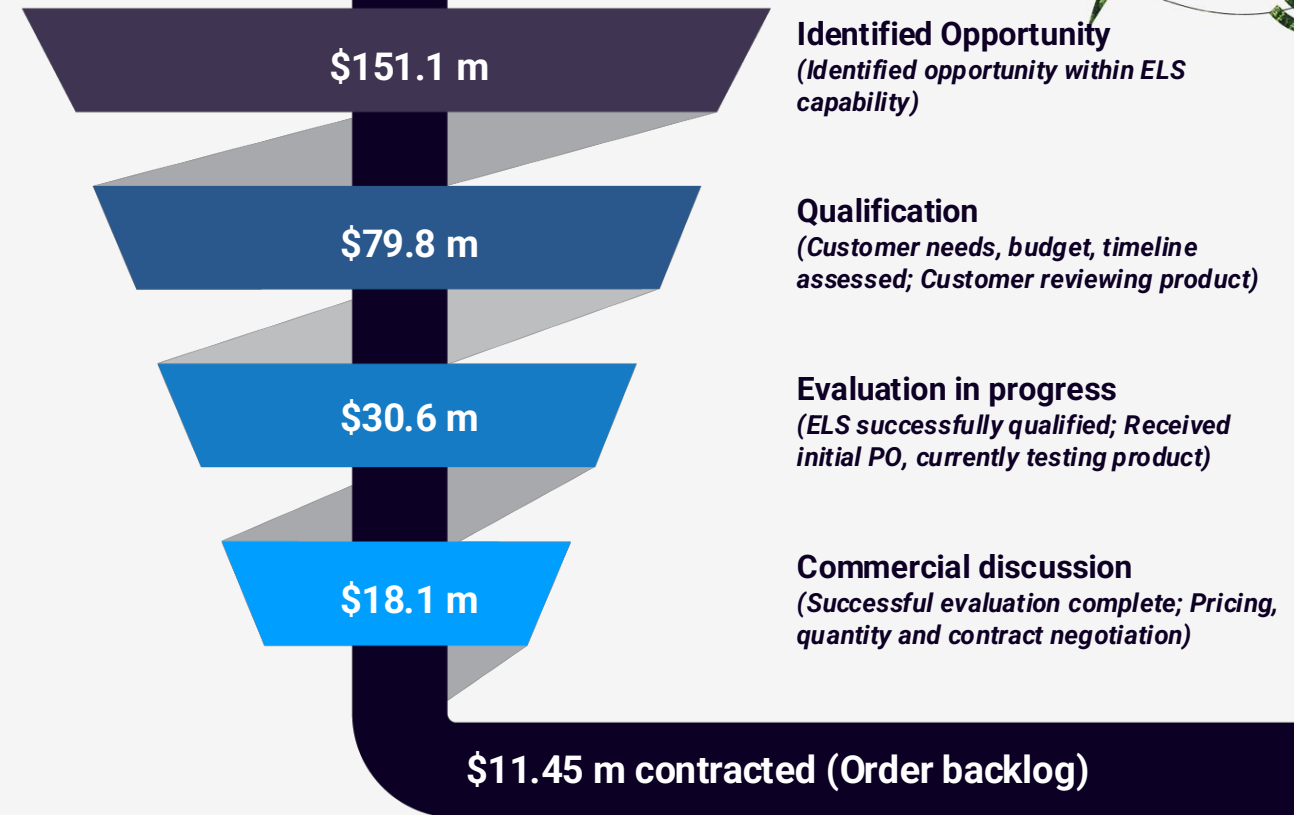 $151.1 m
Identified Opportunity
(Identified opportunity within ELS
capability)
$79.8 m
Qualification
(Customer needs, budget, timeline
assessed; Customer reviewing product)
$30.6 m
Evaluation in progress
(ELS successfully qualified; Received
initial PO, currently testing product)
$18.1 m
Commercial discussion
(Successful evaluation complete; Pricing,
quantity and contract negotiation)
$11.45 m contracted (Order backlog)